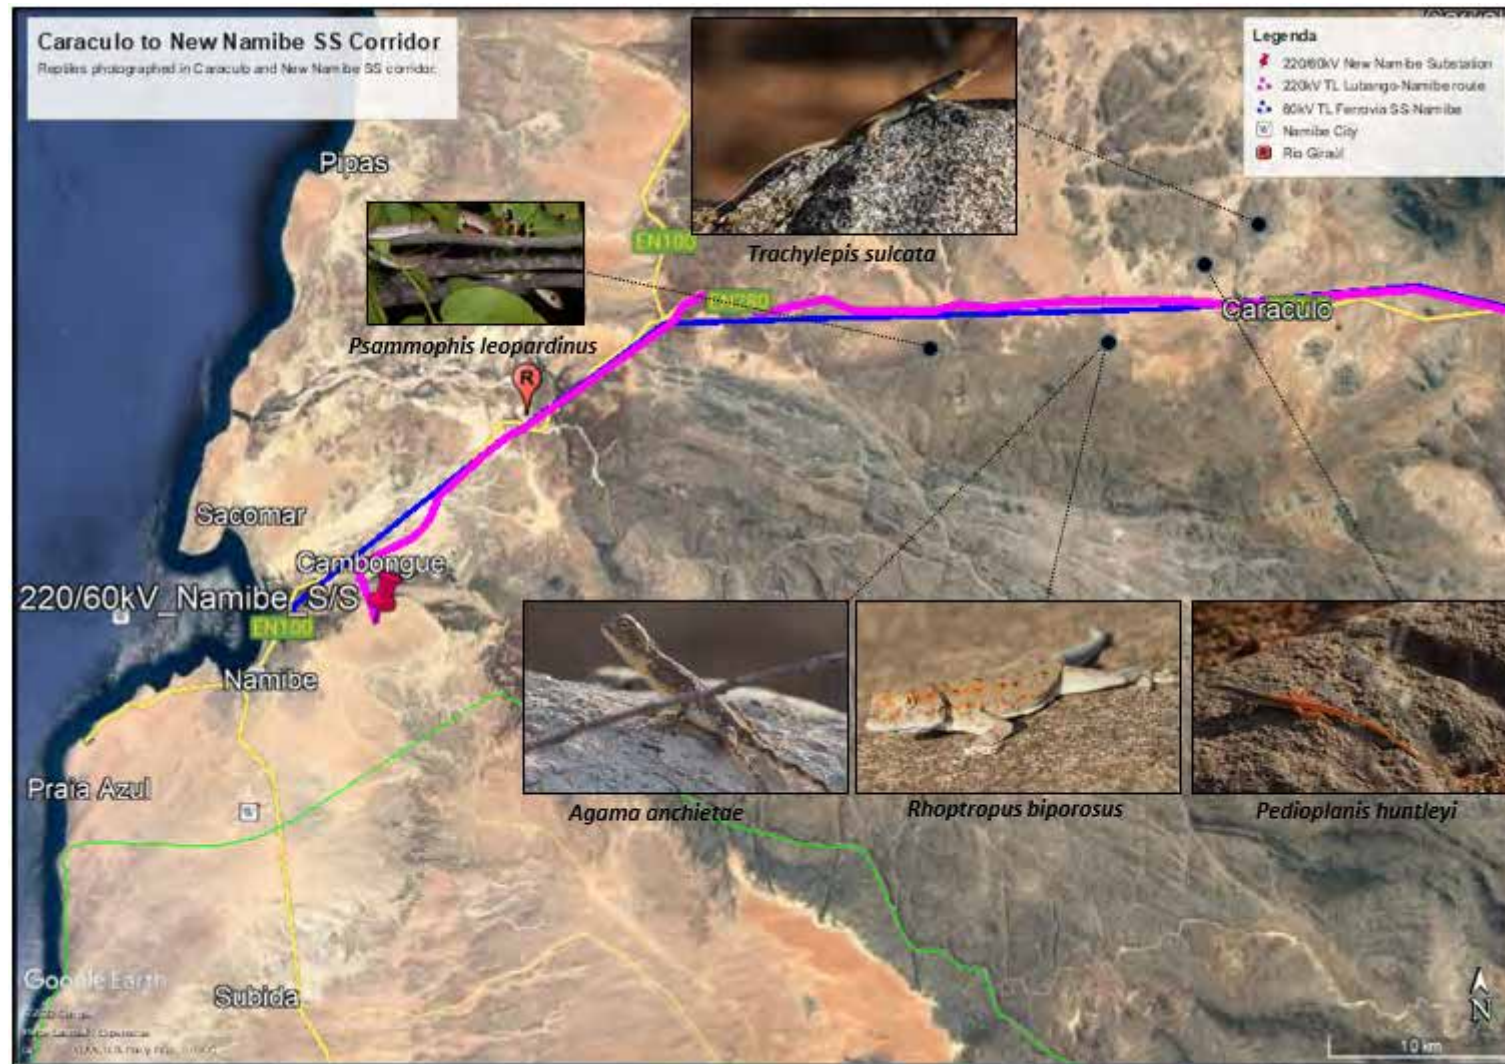 Caraculo to New Namibe SS Corridor
Reptiles photographed in Caraculo and New Namibe SS corridor.
Legenda
220/60kV New Namibe Substation
220kV TL Lubango-Namibe route
60kV TL Ferrovia SS-Namibe
Namibe City
Rio Giraúl
Pipas
EN100
Trachylepis sulcata
EN280
Caraculo
Psammophis leopardinus
R
Sacomar
Cambongue
220/60kV_Namibe_S/S
EN100
Namibe
Praia Azul
Agama anchietae
Rhoptropus biporosus
Pedioplanis huntleyi
Google Earth
Subida
N
10 km